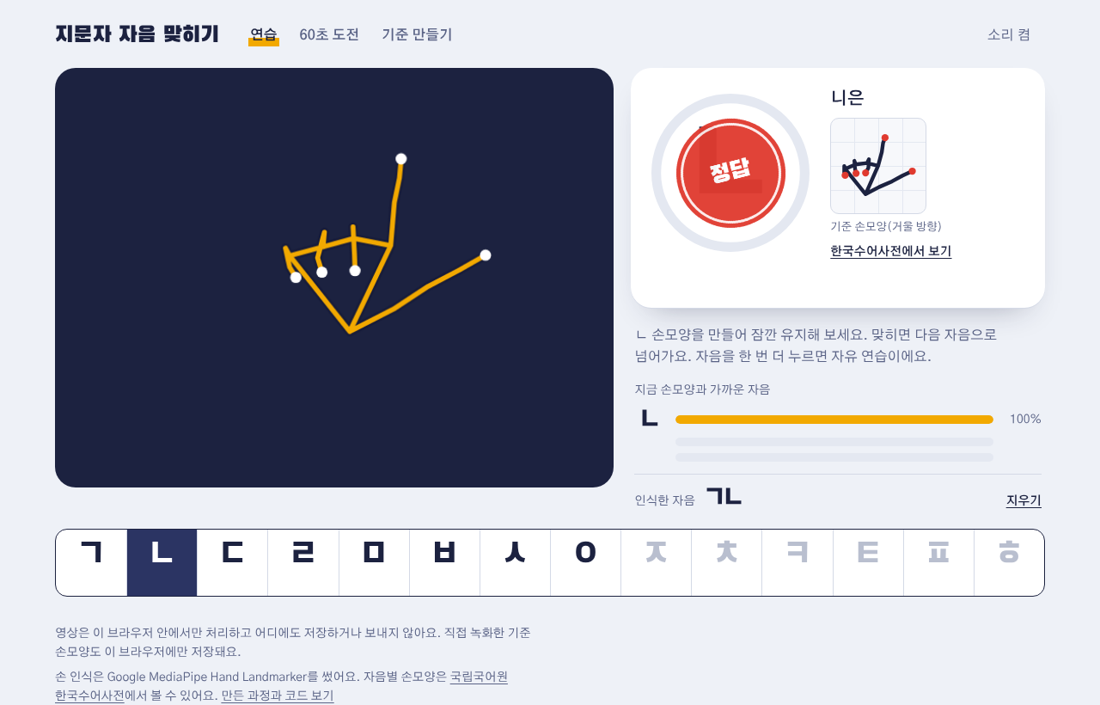 지문자 자음 맞히기 연습 60초 도전 기준 만들기 소리 켬
니은
정답
기준 손모양(거울 방향)
한국수어사전에서 보기
ㄴ 손모양을 만들어 잠깐 유지해 보세요. 맞히면 다음 자음으로
넘어가요. 자음을 한 번 더 누르면 자유 연습이에요.
지금 손모양과 가까운 자음
ㄴ 100%
인식한 자음 ㄱㄴ 지우기
ㄱ ㄴ ㄷ ㄹ ㅁ ㅂ ㅅ ㅇ ㅈ ㅊ ㅋ ㅌ ㅍ ㅎ
영상은 이 브라우저 안에서만 처리하고 어디에도 저장하거나 보내지 않아요. 직접 녹화한 기준
손모양도 이 브라우저에만 저장돼요.
손 인식은 Google MediaPipe Hand Landmarker를 썼어요. 자음별 손모양은 국립국어원
한국수어사전에서 볼 수 있어요. 만든 과정과 코드 보기